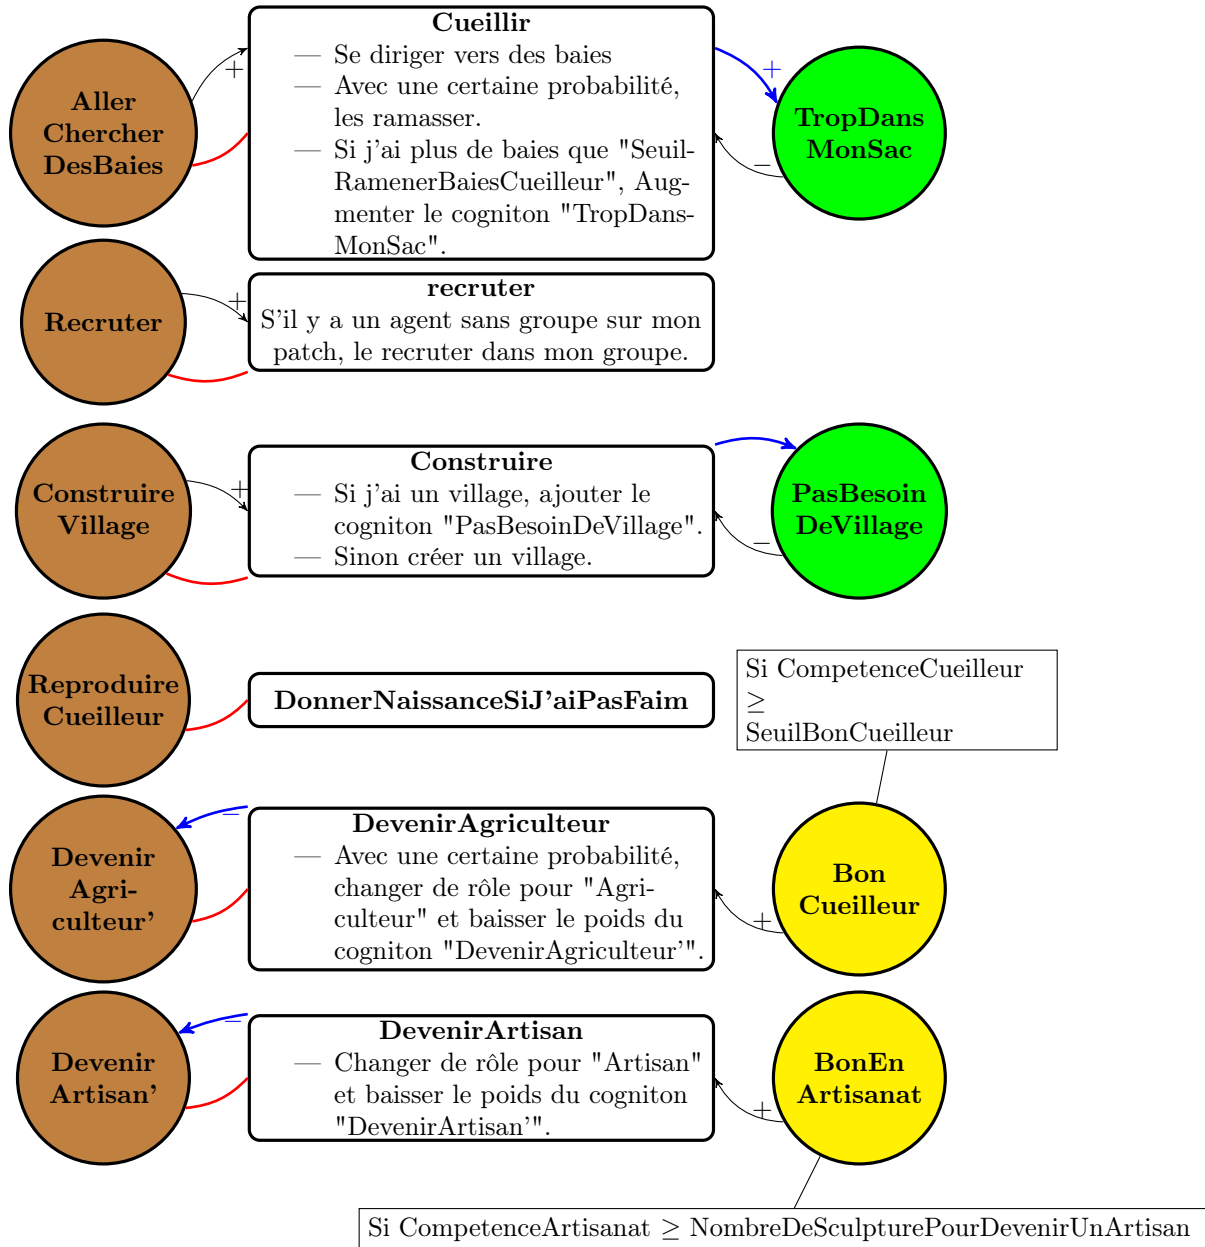 Aller
Chercher
DesBaies
+
Cueillir
— Se diriger vers des baies
— Avec une certaine probabilité,
les ramasser.
— Si j'ai plus de baies que "Seuil-
RamenerBaiesCueilleur", Aug-
menter le cogniton "TropDans-
MonSac".
+
−
TropDans
MonSac
Recruter
+
recruter
S'il y a un agent sans groupe sur mon
patch, le recruter dans mon groupe.
Construire
Village
+
Construire
— Si j'ai un village, ajouter le
cogniton "PasBesoinDeVillage".
— Sinon créer un village.
−
PasBesoin
DeVillage
Reproduire
Cueilleur
DonnerNaissanceSiJ'aiPasFaim
Si CompetenceCueilleur
≥
SeuilBonCueilleur
Devenir
Agri-
culteur'
−
DevenirAgriculteur
— Avec une certaine probabilité,
changer de rôle pour "Agri-
culteur" et baisser le poids du
cogniton "DevenirAgriculteur'".
+
Bon
Cueilleur
Devenir
Artisan'
−
DevenirArtisan
— Changer de rôle pour "Artisan"
et baisser le poids du cogniton
"DevenirArtisan'".
+
BonEn
Artisanat
Si CompetenceArtisanat ≥ NombreDeSculpturePourDevenirUnArtisan